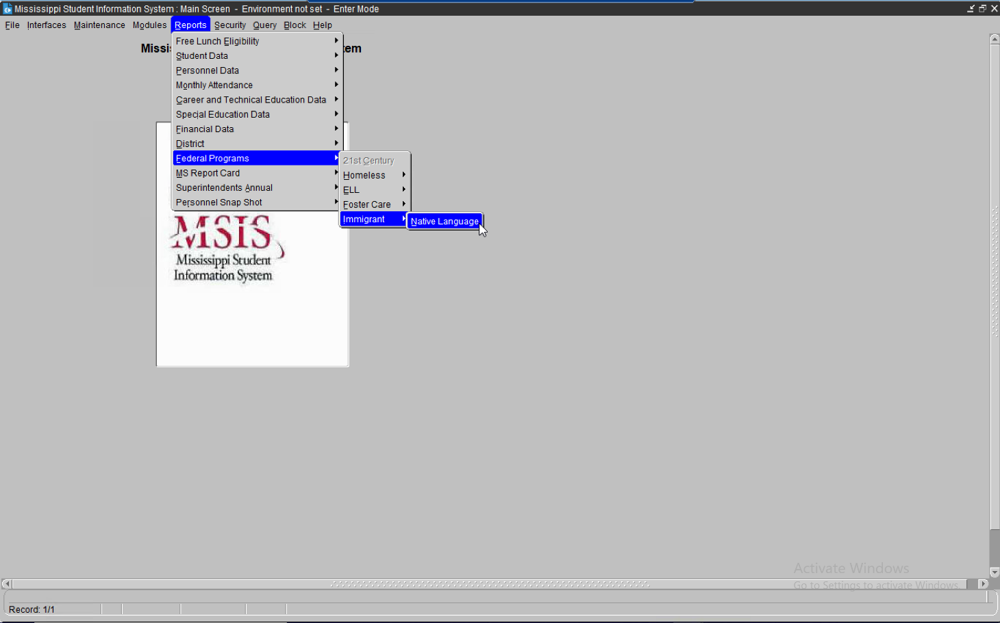 Mississippi Student Information System : Main Screen - Environment not set - Enter Mode
File Interfaces Maintenance Modules Reports Security Query Block Help
Free Lunch Eligibility
Student Data
Personnel Data
Monthly Attendance
Career and Technical Education Data
Special Education Data
Financial Data
District
Federal Programs
MS Report Card
Superintendents Annual
Personnel Snap Shot
21st Century
Homeless
ELL
Foster Care
Immigrant
Native Language
MSIS
Mississippi Student
Information System
Activate Windows
Go to Settings to activate Windows.
Record: 1/1